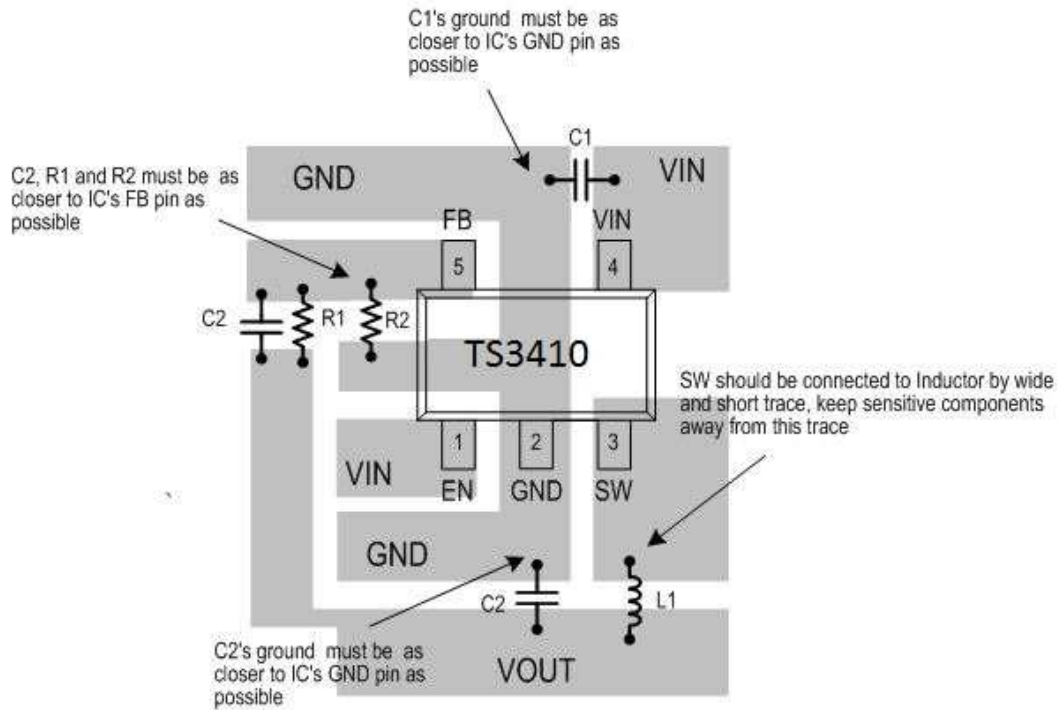 C1's ground must be as
closer to IC's GND pin as
possible
C1
GND
VIN
C2, R1 and R2 must be as
closer to IC's FB pin as
possible
FB
VIN
5
4
C2
R1
R2
TS3410
SW should be connected to Inductor by wide
and short trace, keep sensitive components
away from this trace
1
2
3
VIN
EN
GND
SW
GND
C2
L1
C2's ground must be as
closer to IC's GND pin as
possible
VOUT